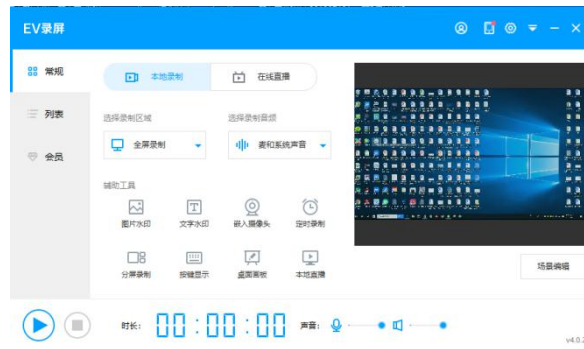 EV录屏
常规
列表
会员
本地录制
在线直播
选择录制区域
选择录制音频
全屏录制
麦和系统声音
辅助工具
图片水印
文字水印
嵌入摄像头
定时录制
分屏录制
按键显示
桌面画板
本地直播
场景编辑
时长:
00:00:00
声音: